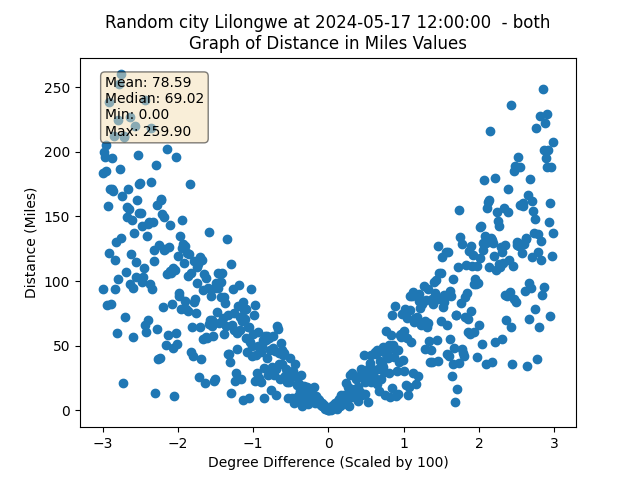 Random city Lilongwe at 2024-05-17 12:00:00  - both
Graph of Distance in Miles Values
Mean: 78.59
Median: 69.02
Min: 0.00
Max: 259.90
250
200
150
100
50
0
Distance (Miles)
−3
−2
−1
0
1
2
3
Degree Difference (Scaled by 100)